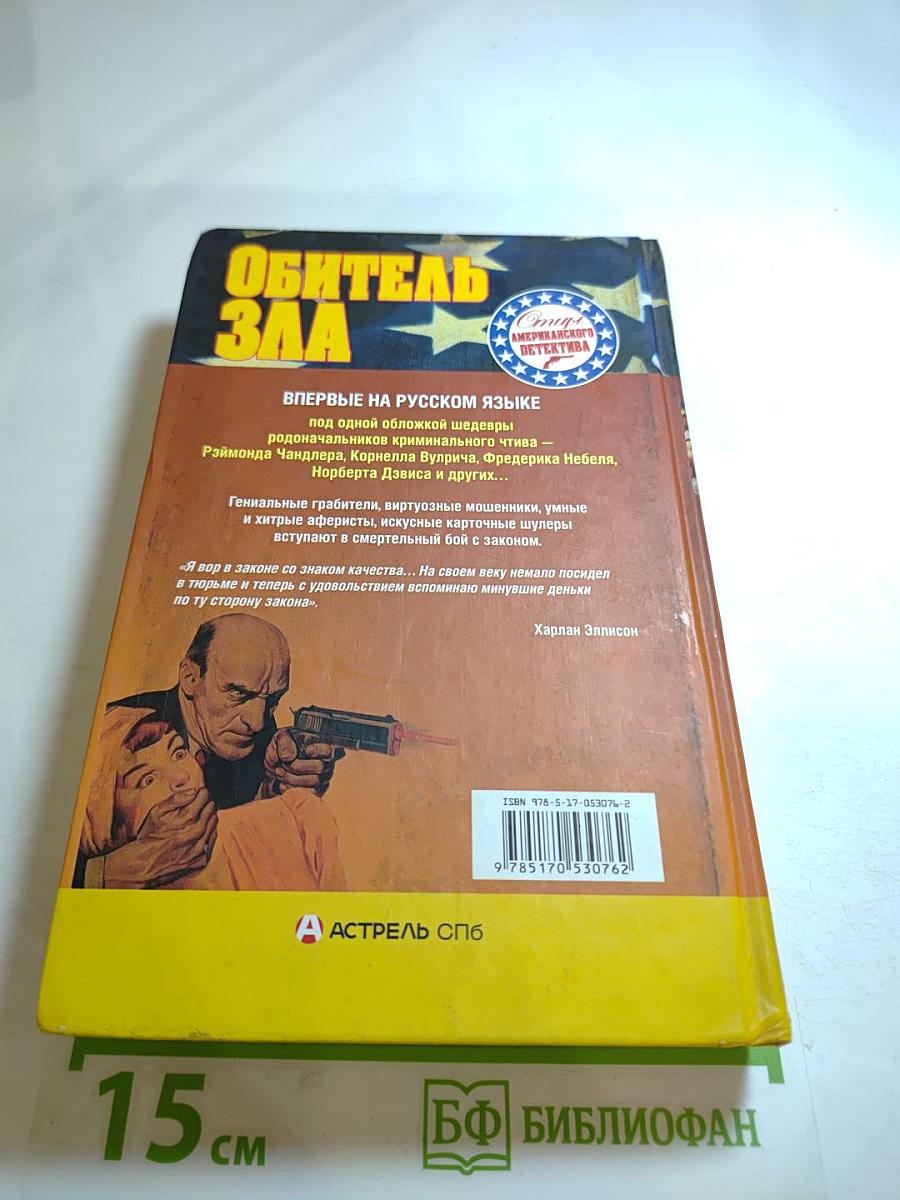 ОБИТЕЛЬ
ЗЛА
Стил
АМЕРИКАНСКОГО
DЕТЕКТИВА
ВПЕРВЫЕ НА РУССКОМ ЯЗЫКЕ
под одной обложкой шедевры
родоначальников криминального чтива —
Рэймонда Чандлера, Корнелла Вулрича, Фредерика Небеля,
Норберта Дэвиса и других...
Гениальные грабители, виртуозные мошенники, умные
и хитрые аферисты, искусные карточные шулеры
вступают в смертельный бой с законом.
«Я вор в законе со знаком качества... На своем веку немало посидел
в тюрьме и теперь с удовольствием вспоминаю минувшие деньки
по ту сторону закона».
Харлан Эллисон
ISBN 978-5-17-053076-2
9 785170 530762
А АСТРЕЛЬ СПб
15 см
БФ БИБЛИОФАН